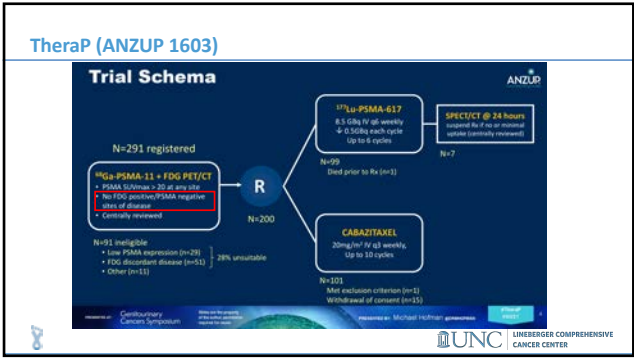 TheraP (ANZUP 1603)
Trial Schema
ANZUP
N=291 registered
⁶⁸Ga-PSMA-11 + FDG PET/CT
• PSMA SUVmax > 20 at any site
• No FDG positive/PSMA negative
sites of disease
• Centrally reviewed
N=91 ineligible
• Low PSMA expression (n=29)
• FDG discordant disease (n=51)
• Other (n=11)
28% unsuitable
R
N=200
¹⁷⁷Lu-PSMA-617
8.5 GBq IV q6 weekly
↓ 0.5GBq each cycle
Up to 6 cycles
N=99
Died prior to Rx (n=1)
SPECT/CT @ 24 hours
suspend Rx if no or minimal
uptake (centrally reviewed)
N=7
CABAZITAXEL
20mg/m² IV q3 weekly,
Up to 10 cycles
N=101
Met exclusion criterion (n=1)
Withdrawal of consent (n=15)
PRESENTED AT: Genitourinary
Cancers Symposium
PRESENTED BY: Michael Hofman
UNC
LINEBERGER COMPREHENSIVE
CANCER CENTER